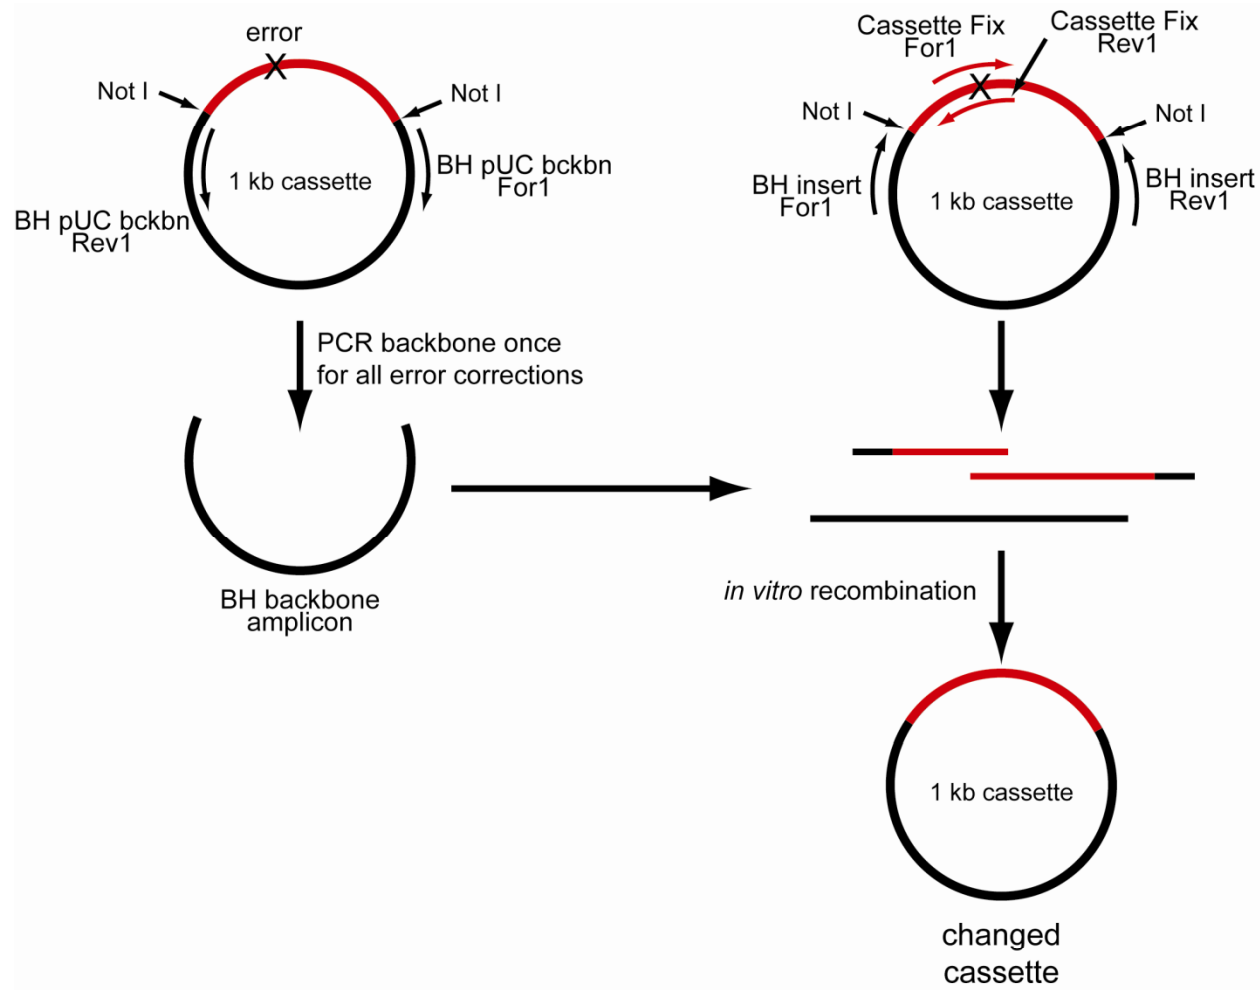 error
X
Not I
Not I
1 kb cassette
BH pUC bckbn
For1
BH pUC bckbn
Rev1
PCR backbone once
for all error corrections
BH backbone
amplicon
Cassette Fix
For1
Cassette Fix
Rev1
X
Not I
Not I
BH insert
For1
1 kb cassette
BH insert
Rev1
in vitro recombination
1 kb cassette
changed
cassette